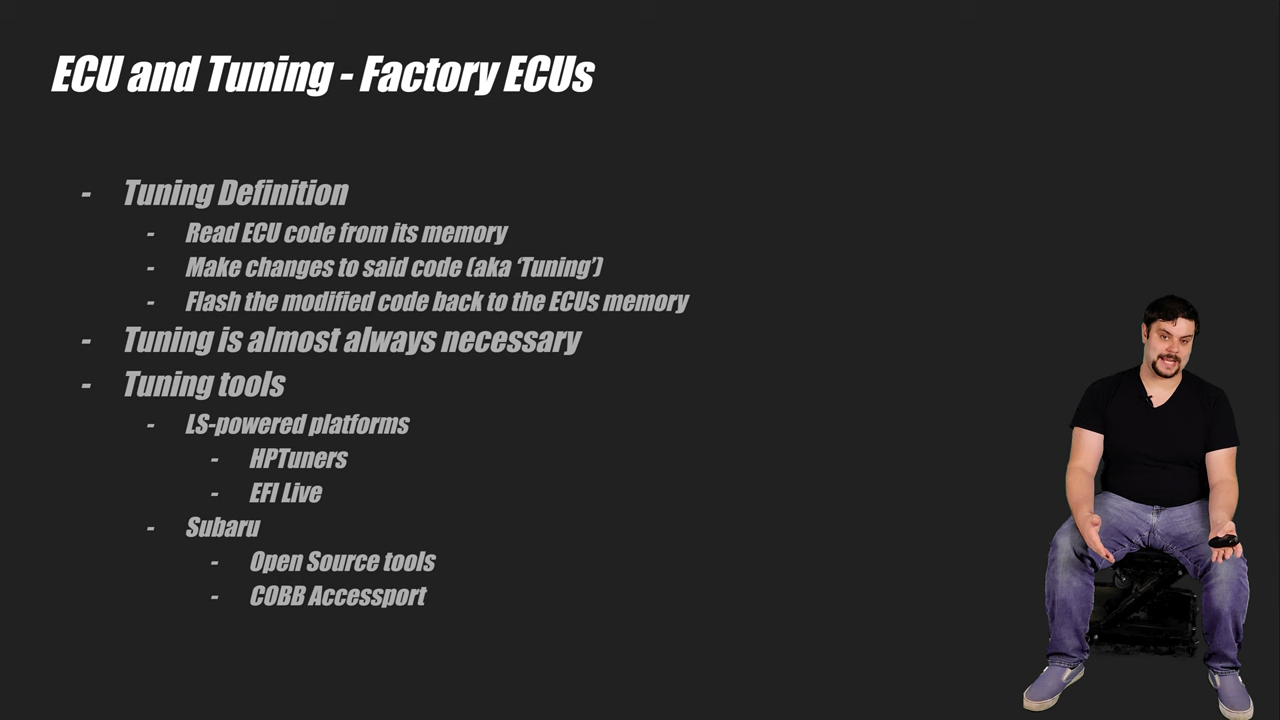 ECU and Tuning - Factory ECUs
- Tuning Definition
- Read ECU code from its memory
- Make changes to said code (aka ‘Tuning’)
- Flash the modified code back to the ECUs memory
- Tuning is almost always necessary
- Tuning tools
- LS-powered platforms
- HPTuners
- EFI Live
- Subaru
- Open Source tools
- COBB Accessport